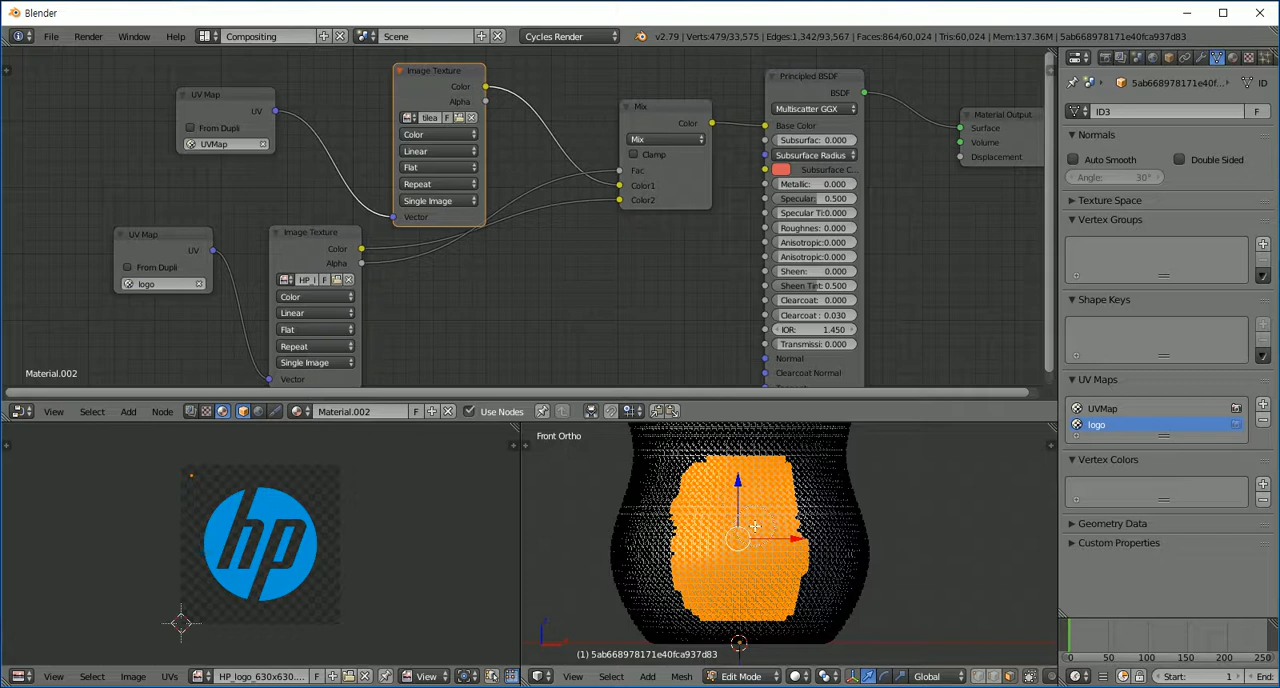 Blender
File Render Window Help Compositing Scene Cycles Render v2.79 | Verts:479/33,575 | Edges:1,342/93,567 | Faces:864/60,024 | Tris:60,024 | Mem:137.36M | 5ab668978171e40fca937d83
UV Map
UV
From Dupli
UVMap
Image Texture
Color
Alpha
tilea F
Color
Linear
Flat
Repeat
Single Image
Vector
UV Map
UV
From Dupli
logo
Image Texture
Color
Alpha
HP l F
Color
Linear
Flat
Repeat
Single Image
Vector
Mix
Color
Mix
Clamp
Fac
Color1
Color2
Principled BSDF
BSDF
Multiscatter GGX
Base Color
Subsurfac: 0.000
Subsurface Radius
Subsurface C...
Metallic: 0.000
Specular: 0.500
Specular Ti:0.000
Roughnes: 0.000
Anisotropic:0.000
Anisotropic:0.000
Sheen: 0.000
Sheen Tint:0.500
Clearcoat: 0.000
Clearcoat : 0.030
IOR: 1.450
Transmissi: 0.000
Normal
Clearcoat Normal
Material Output
Surface
Volume
Displacement
Material.002
View Select Add Node Material.002 F Use Nodes
hp
View Select Image UVs HP_logo 630x630.... F View
Front Ortho
(1) 5ab668978171e40fca937d83
View Select Add Mesh Edit Mode Global
5ab668978171e40f... ID
ID3 F
Normals
Auto Smooth Double Sided
Angle: 30°
Texture Space
Vertex Groups
Shape Keys
UV Maps
UVMap
logo
Vertex Colors
Geometry Data
Custom Properties
0 50 100 150 200 250
Start: 1 End: